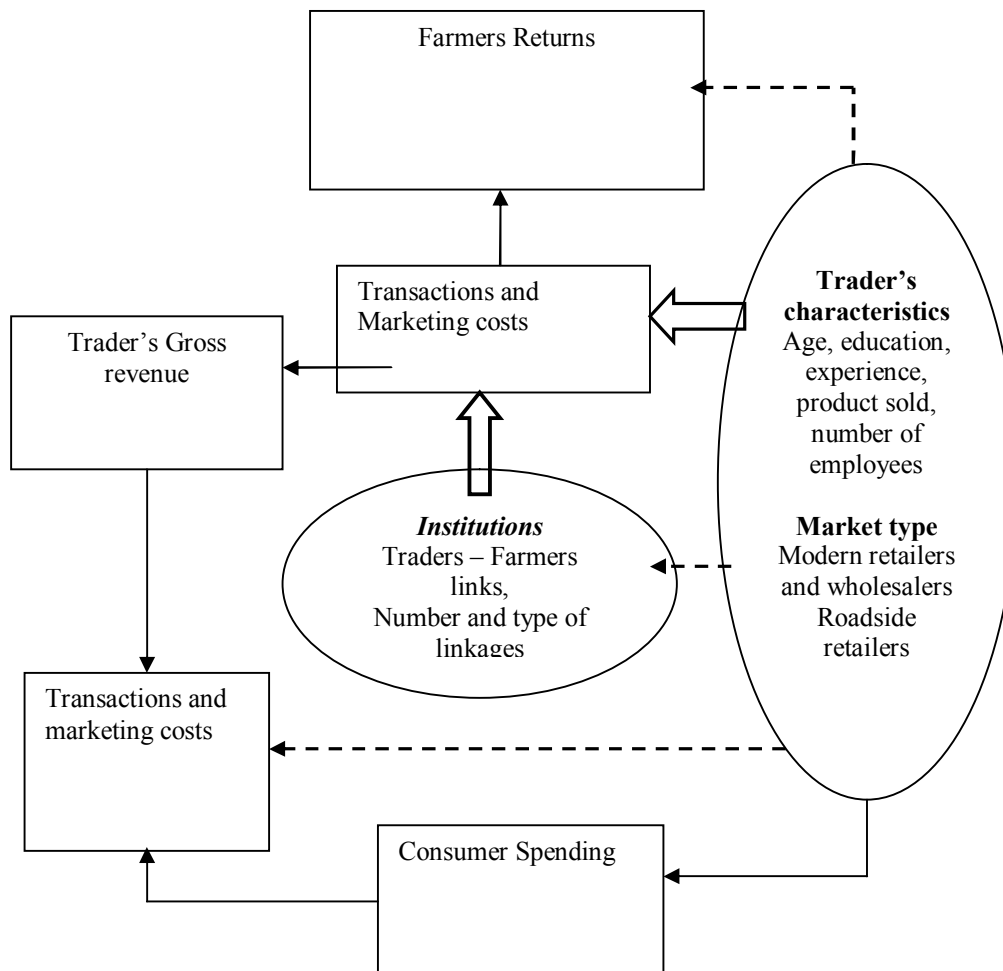 Farmers Returns
Transactions and
Marketing costs
Trader’s Gross
revenue
Trader’s
characteristics
Age, education,
experience,
product sold,
number of
employees
Market type
Modern retailers
and wholesalers
Roadside
retailers
Institutions
Traders – Farmers
links,
Number and type of
linkages
Transactions and
marketing costs
Consumer Spending